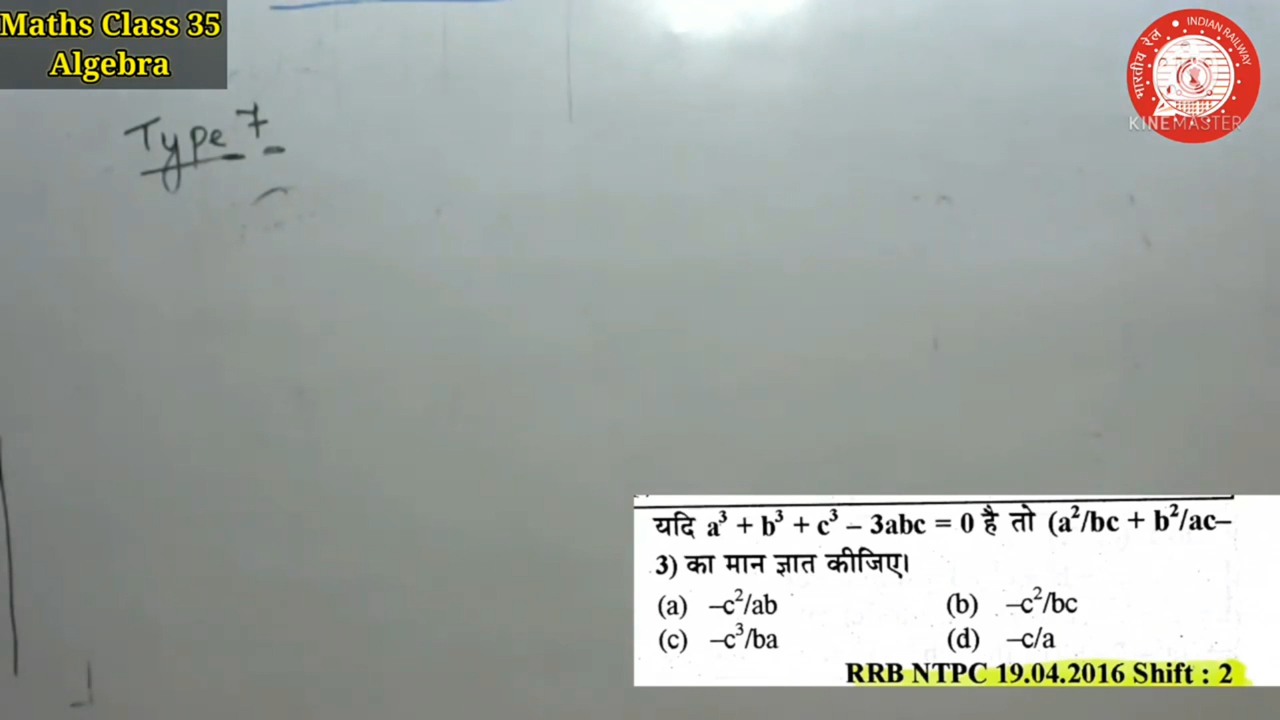 Maths Class 35
Algebra
भारतीय रेल
INDIAN RAILWAY
KINEMASTER
Type 7
यदि a³ + b³ + c³ – 3abc = 0 है तो (a²/bc + b²/ac–
3) का मान ज्ञात कीजिए।
(a) –c²/ab (b) –c²/bc
(c) –c³/ba (d) –c/a
RRB NTPC 19.04.2016 Shift : 2